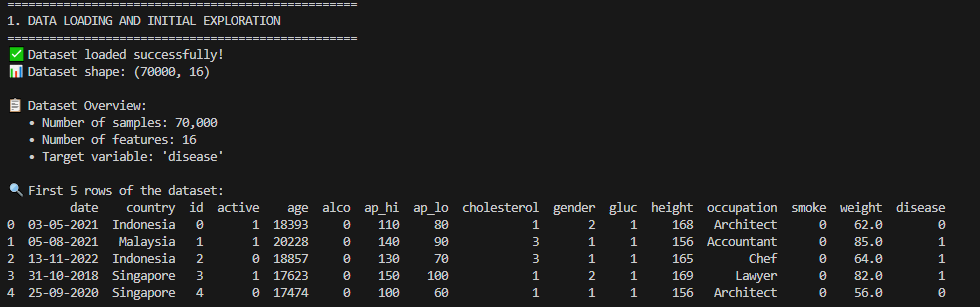 ==================================================
1. DATA LOADING AND INITIAL EXPLORATION
==================================================
✅ Dataset loaded successfully!
📊 Dataset shape: (70000, 16)
📋 Dataset Overview:
• Number of samples: 70,000
• Number of features: 16
• Target variable: 'disease'
🔍 First 5 rows of the dataset:
date country id active age alco ap_hi ap_lo cholesterol gender gluc height occupation smoke weight disease
0 03-05-2021 Indonesia 0 1 18393 0 110 80 1 2 1 168 Architect 0 62.0 0
1 05-08-2021 Malaysia 1 1 20228 0 140 90 3 1 1 156 Accountant 0 85.0 1
2 13-11-2022 Indonesia 2 0 18857 0 130 70 3 1 1 165 Chef 0 64.0 1
3 31-10-2018 Singapore 3 1 17623 0 150 100 1 2 1 169 Lawyer 0 82.0 1
4 25-09-2020 Singapore 4 0 17474 0 100 60 1 1 1 156 Architect 0 56.0 0